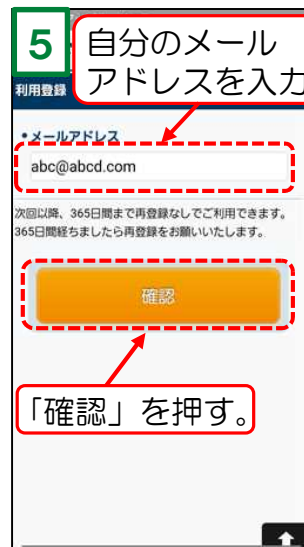 5
自分のメール
アドレスを入力
利用登録
•メールアドレス
abc@abcd.com
次回以降、365日間まで再登録なしでご利用できます。
365日間経ちましたら再登録をお願いいたします。
確認
「確認」を押す。